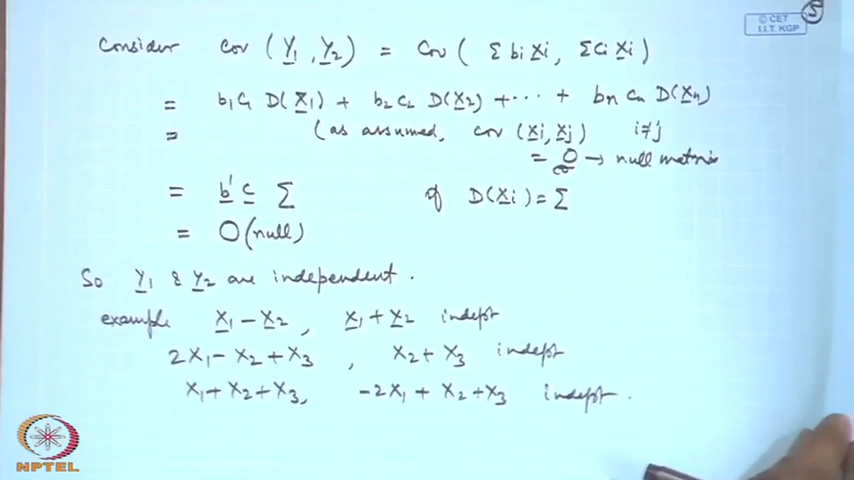 © CET
I.I.T. KGP
5
Consider Cov (Y1, Y2) = Cov (Σ bi Xi, Σ Ci Xi)
= b1 C1 D(X1) + b2 C2 D(X2) + ··· + bn Cn D(Xn)
= (as assumed, Cov (Xi, Xj) i≠j
= 0 → null matrix
= b' C Σ if D(Xi) = Σ
= O (null)
So Y1 & Y2 are independent.
example X1 - X2, X1 + X2 indept
2X1 - X2 + X3, X2 + X3 indept
X1 + X2 + X3, -2X1 + X2 + X3 indept.
NPTEL